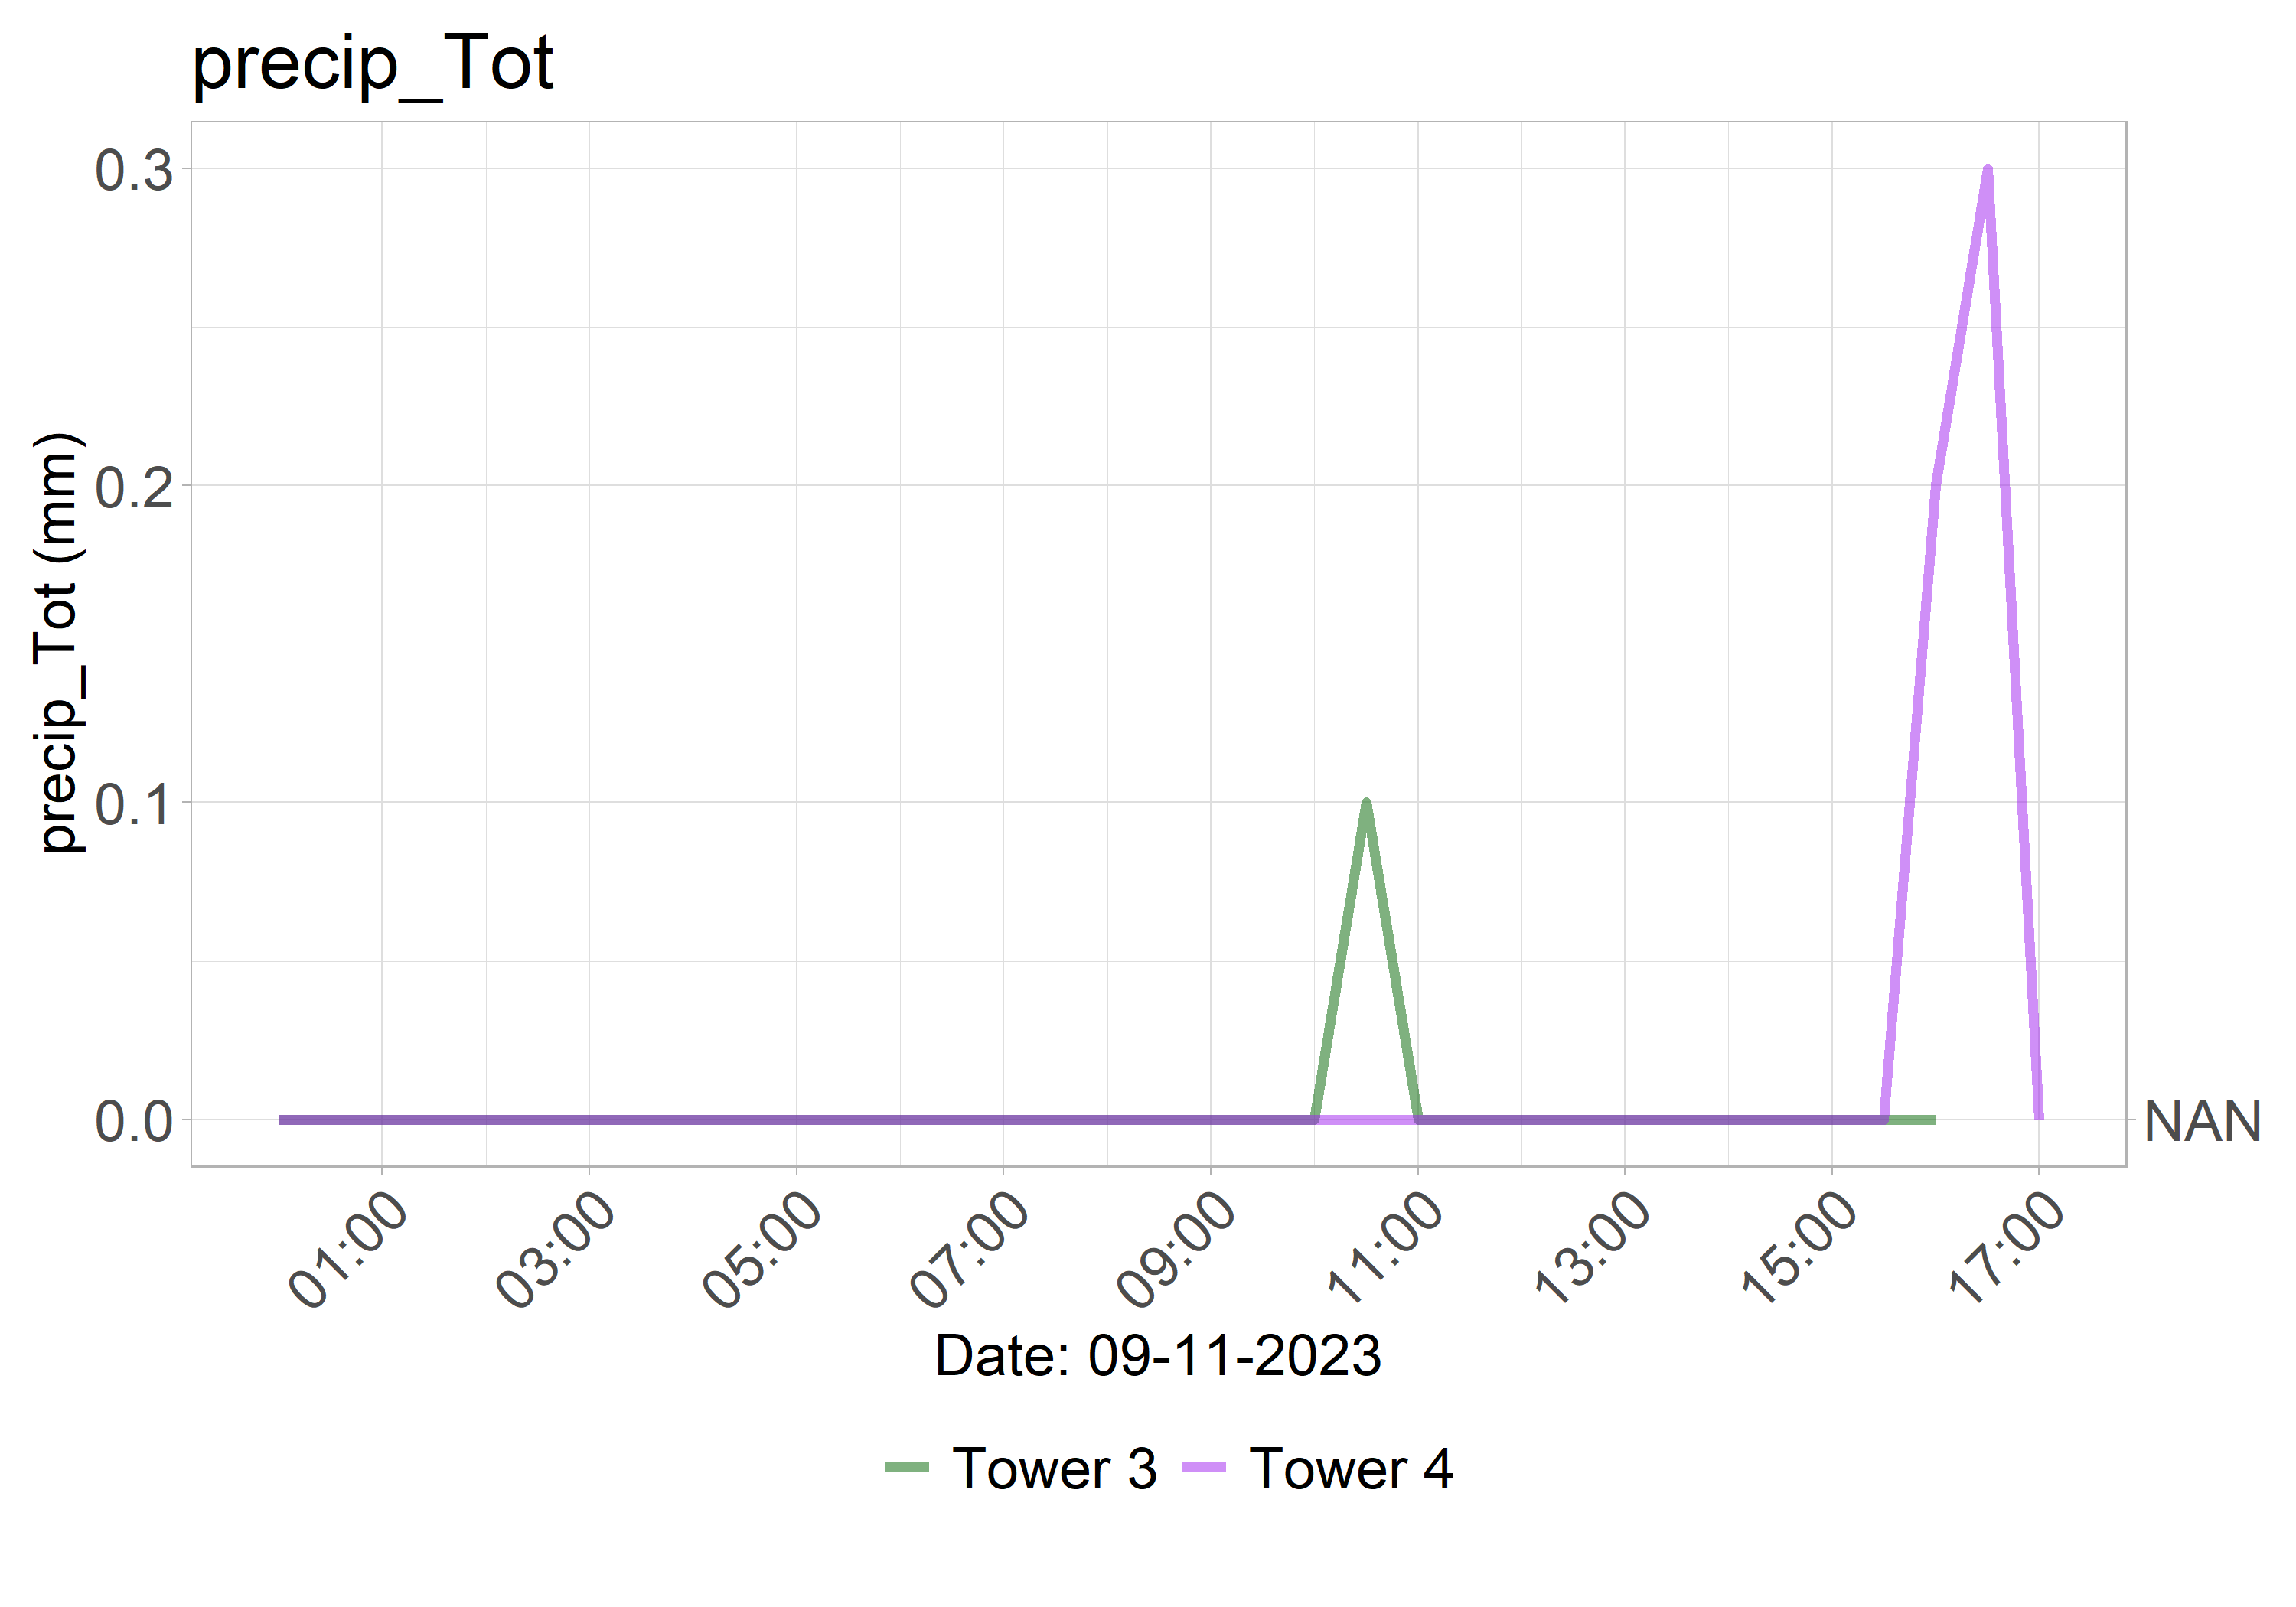 precip_Tot
precip_Tot (mm)
0.3
0.2
0.1
0.0
NAN
01:00 03:00 05:00 07:00 09:00 11:00 13:00 15:00 17:00
Date: 09-11-2023
Tower 3 Tower 4